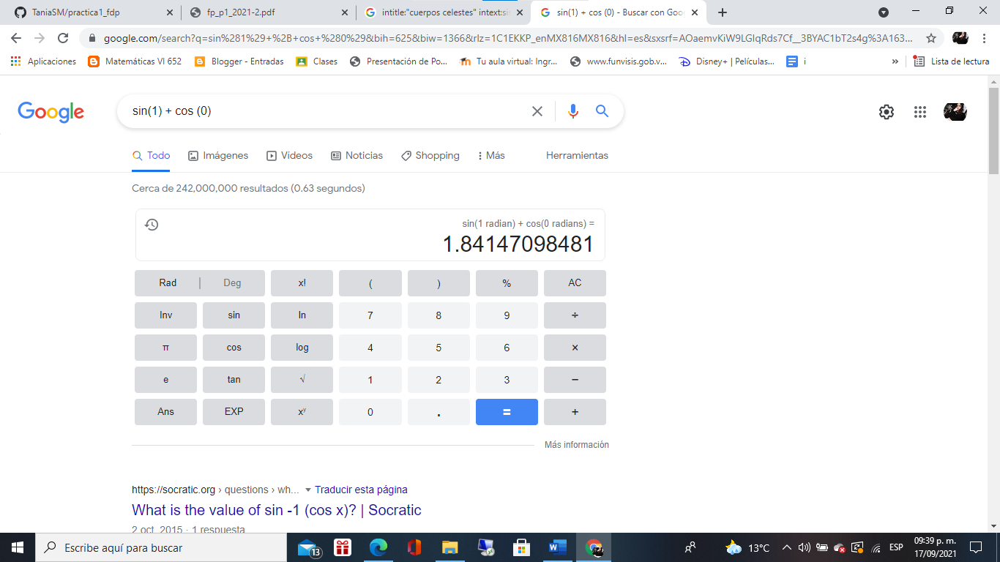 TaniaSM/practica1_fdp
fp_p1_2021-2.pdf
intitle:"cuerpos celestes" intext:si
sin(1) + cos (0) - Buscar con Goo
google.com/search?q=sin%281%29+%2B+cos+%280%29&bih=625&biw=1366&rlz=1C1EKKP_enMX816MX816&hl=es&sxsrf=AOaemvKiW9LGlqRds7Cf__3BYAC1bT2s4g%3A163...
Aplicaciones
Matemáticas VI 652
Blogger - Entradas
Clases
Presentación de Po...
Tu aula virtual: Ingr...
www.funvisis.gob.v...
Disney+ | Películas...
i
»
Lista de lectura
Google
sin(1) + cos (0)
Todo
Imágenes
Vídeos
Noticias
Shopping
Más
Herramientas
Cerca de 242,000,000 resultados (0.63 segundos)
sin(1 radian) + cos(0 radians) =
1.84147098481
Rad | Deg x! ( ) % AC
Inv sin ln 7 8 9 ÷
π cos log 4 5 6 ×
e tan √ 1 2 3 −
Ans EXP xʸ 0 . = +
Más información
https://socratic.org › questions › wh... Traducir esta página
What is the value of sin -1 (cos x)? | Socratic
2 oct. 2015 · 1 respuesta
Escribe aquí para buscar
13
13°C
ESP
09:39 p. m.
17/09/2021